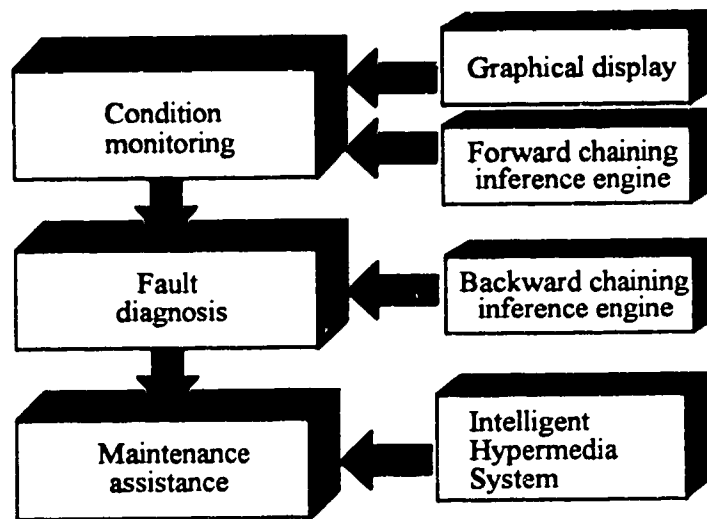 Graphical display
Condition
monitoring
Forward chaining
inference engine
Fault
diagnosis
Backward chaining
inference engine
Maintenance
assistance
Intelligent
Hypermedia
System